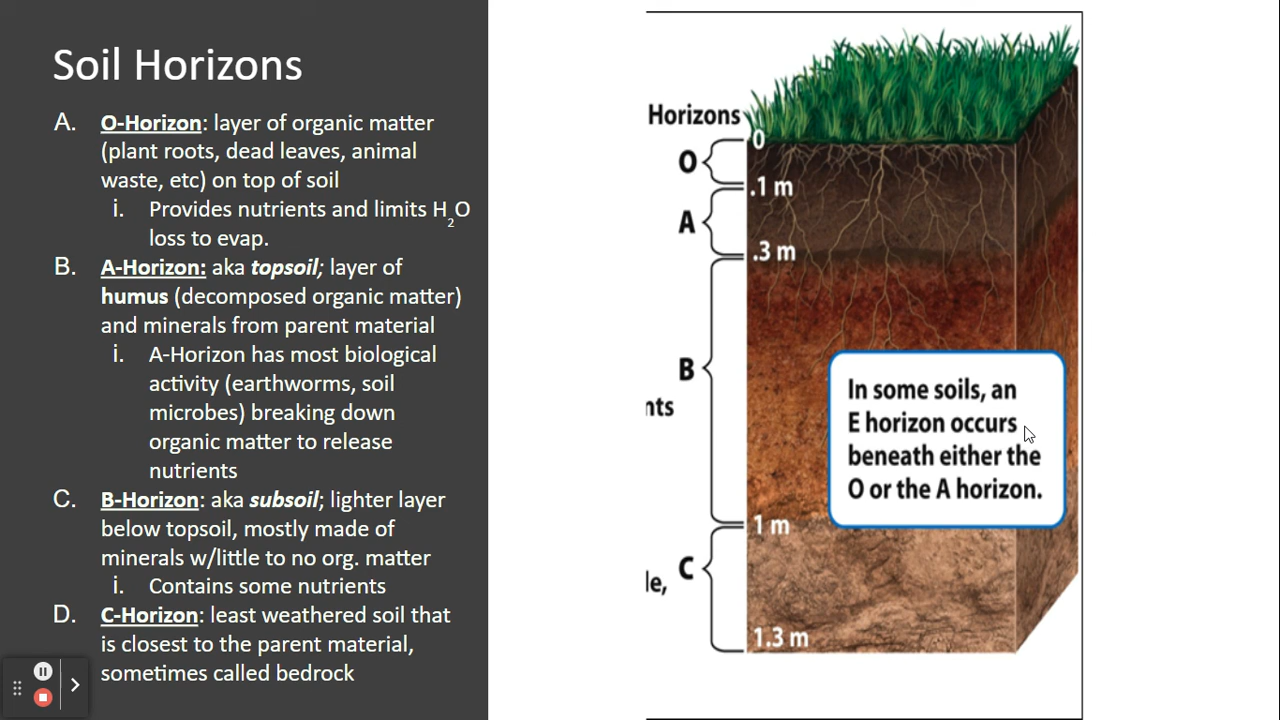 Soil Horizons
A. O-Horizon: layer of organic matter
(plant roots, dead leaves, animal
waste, etc) on top of soil
i. Provides nutrients and limits H2O
loss to evap.
B. A-Horizon: aka topsoil; layer of
humus (decomposed organic matter)
and minerals from parent material
i. A-Horizon has most biological
activity (earthworms, soil
microbes) breaking down
organic matter to release
nutrients
C. B-Horizon: aka subsoil; lighter layer
below topsoil, mostly made of
minerals w/little to no org. matter
i. Contains some nutrients
D. C-Horizon: least weathered soil that
is closest to the parent material,
sometimes called bedrock
Horizons
0
O
.1 m
A
.3 m
B
nts
In some soils, an
E horizon occurs
beneath either the
O or the A horizon.
1 m
C
le,
1.3 m